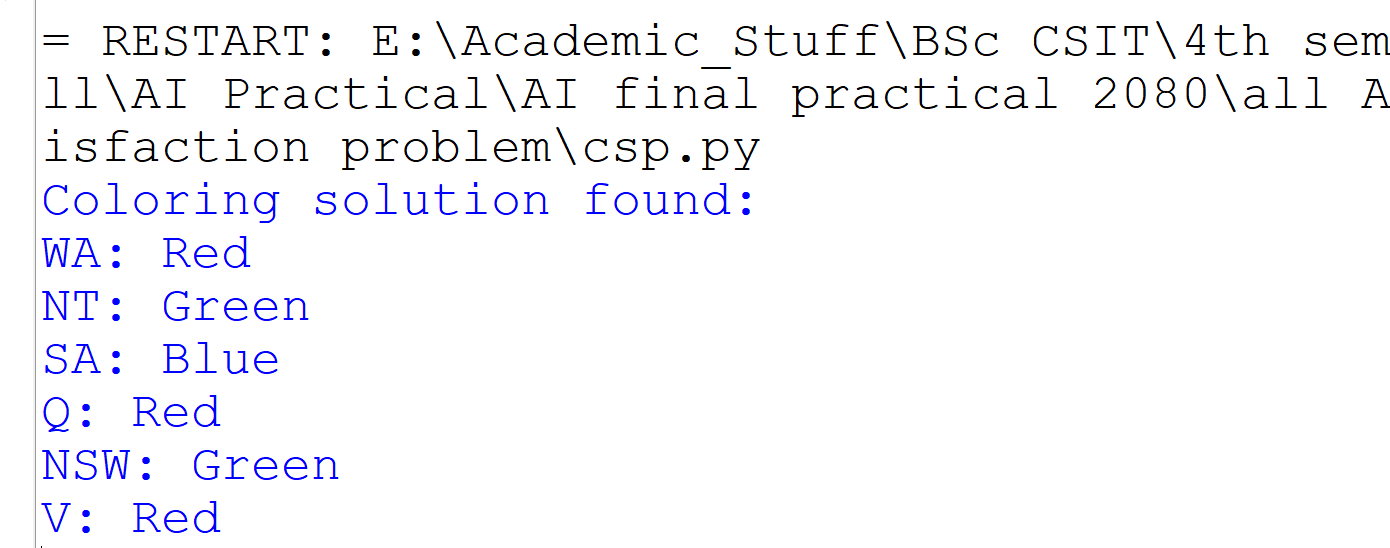 = RESTART: E:\Academic_Stuff\BSc CSIT\4th sem
ll\AI Practical\AI final practical 2080\all A
isfaction problem\csp.py
Coloring solution found:
WA: Red
NT: Green
SA: Blue
Q: Red
NSW: Green
V: Red